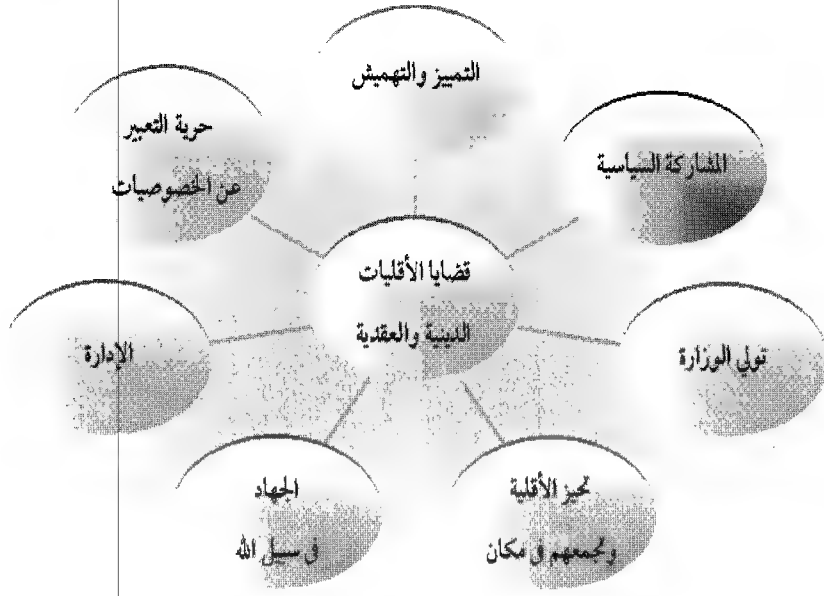 التمييز والتهميش
حرية التعبير
عن الخصوصيات
المشاركة السياسية
قضايا الأقليات
الدينية والعقدية
الإدارة
تولي الوزارة
الجهاد
في سبيل الله
تحيز الأقلية
وتجمعهم في مكان